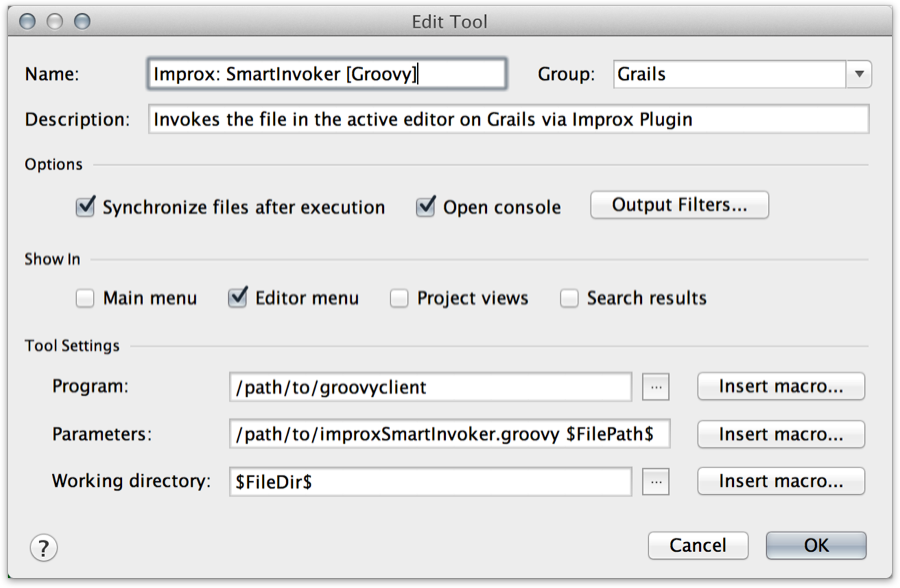 Edit Tool
Name: Improx: SmartInvoker [Groovy] Group: Grails
Description: Invokes the file in the active editor on Grails via Improx Plugin
Options
Synchronize files after execution Open console Output Filters...
Show In
Main menu Editor menu Project views Search results
Tool Settings
Program: /path/to/groovyclient ... Insert macro...
Parameters: /path/to/improxSmartInvoker.groovy $FilePath$ Insert macro...
Working directory: $FileDir$ ... Insert macro...
? Cancel OK